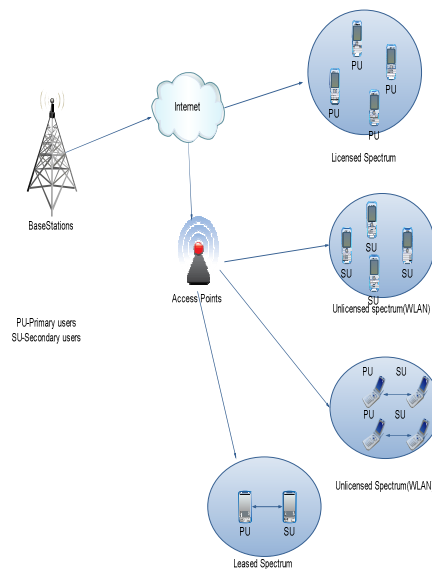 PU
Internet
PU
PU
PU
Licensed Spectrum
BaseStations
SU
SU
SU
SU
SU
Access Points
Unlicensed spectrum(WLAN)
PU-Primary users
SU-Secondary users
PU SU
PU SU
Unlicensed Spectrum(WLAN
PU SU
Leased Spectrum